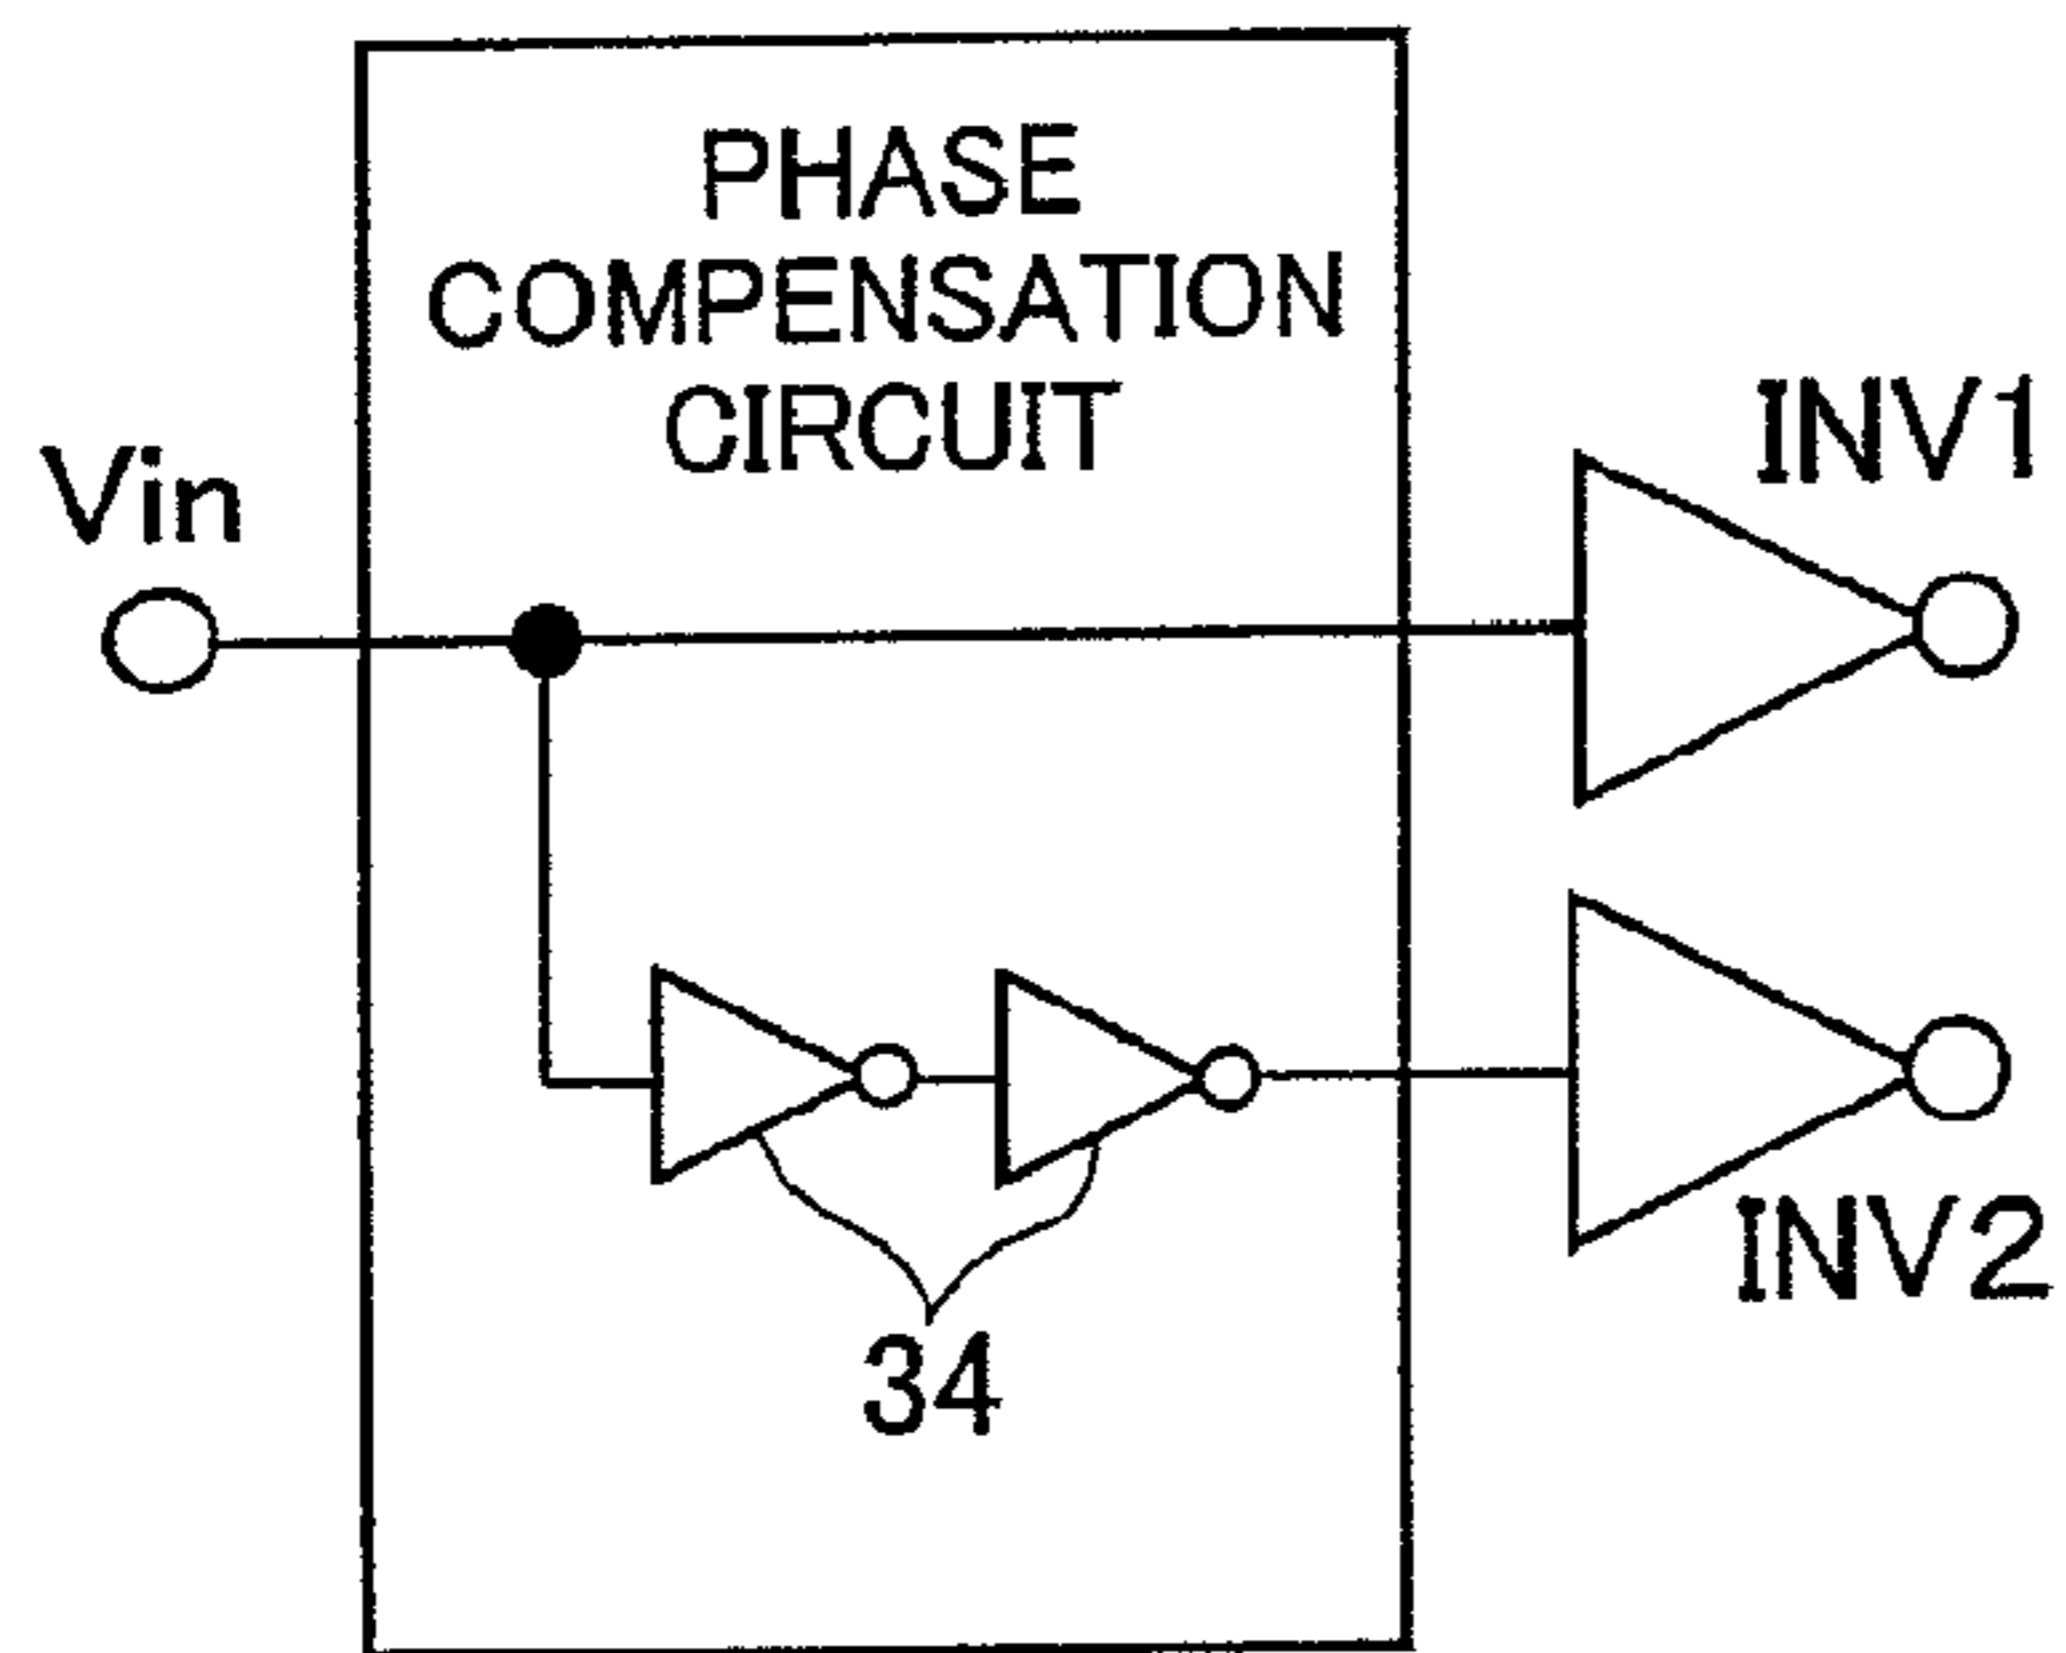 PHASE
COMPENSATION
CIRCUIT
Vin
INV1
INV2
34